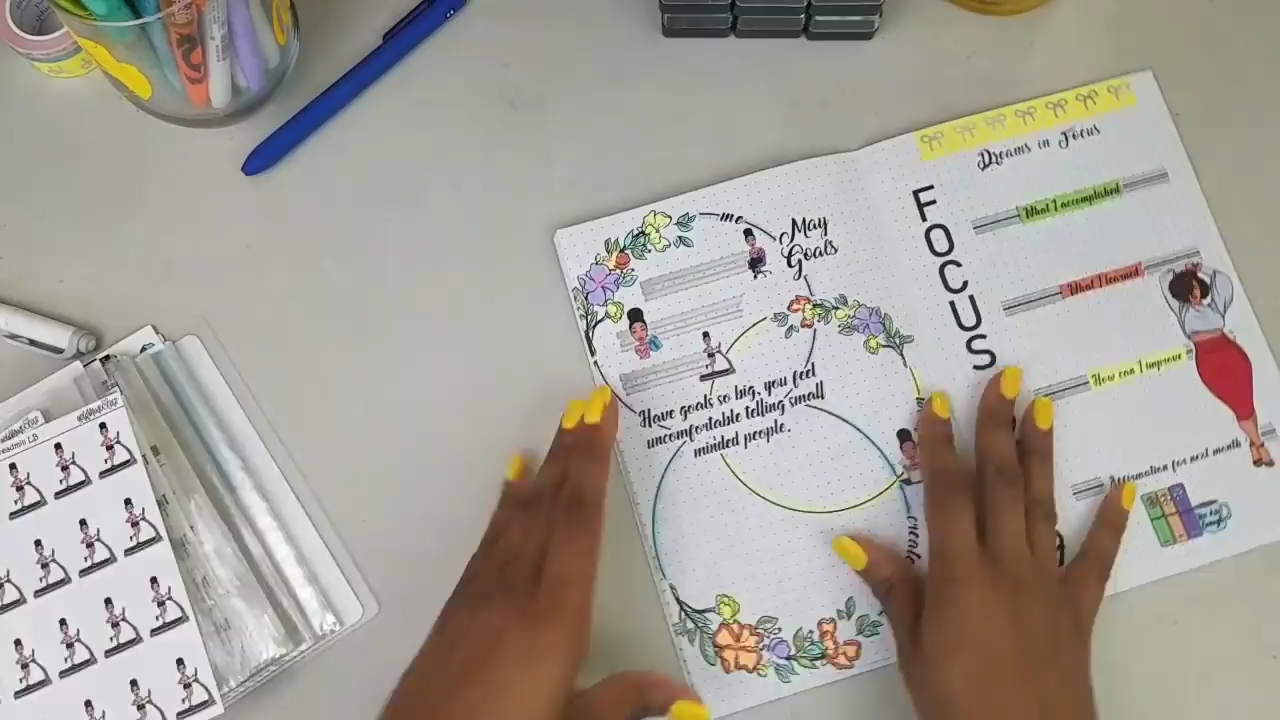 me
May
Goals
Have goals so big, you feel
uncomfortable telling small
minded people.
create
Dreams in Focus
FOCUS
What I accomplished
What I learned
How can I improve
Affirmation for next month